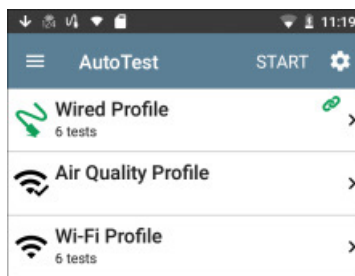 11:19
AutoTest START
Wired Profile
6 tests
Air Quality Profile
Wi-Fi Profile
6 tests